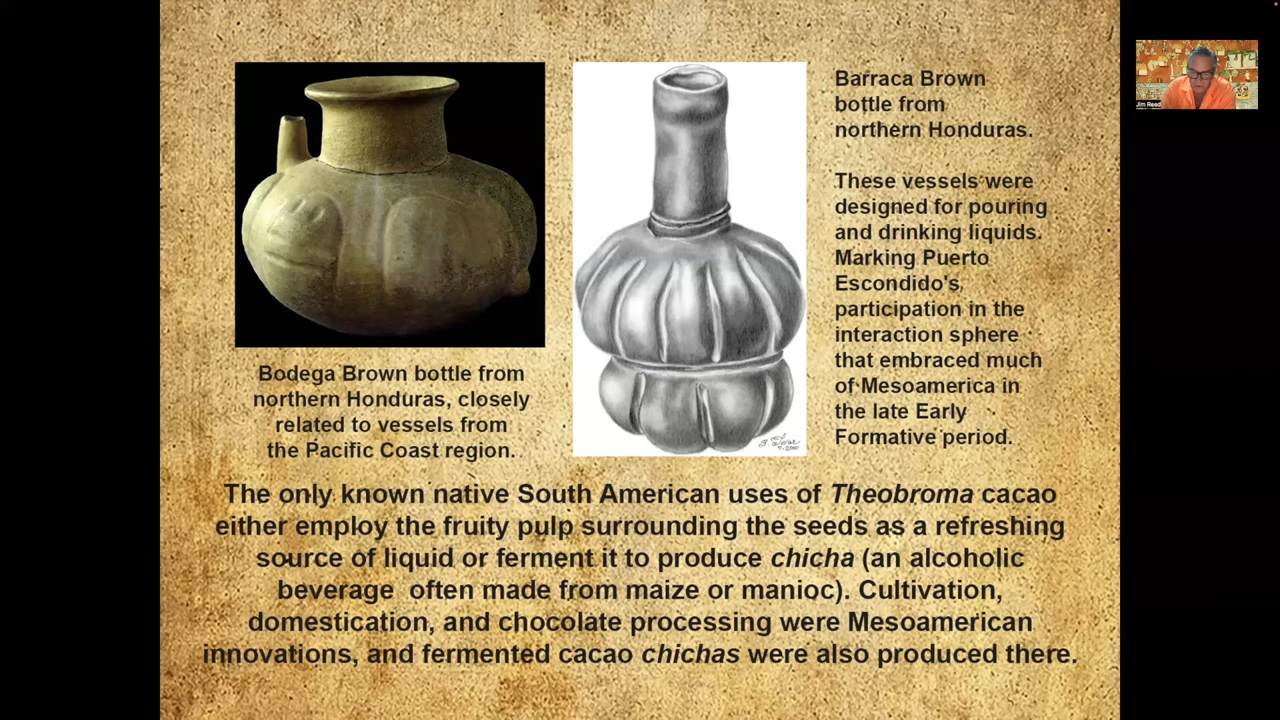 Barraca Brown
bottle from
northern Honduras.
These vessels were
designed for pouring
and drinking liquids.
Marking Puerto
Escondido's,
participation in the
interaction sphere
that embraced much
of Mesoamerica in
the late Early
Formative period.
Bodega Brown bottle from
northern Honduras, closely
related to vessels from
the Pacific Coast region.
The only known native South American uses of Theobroma cacao
either employ the fruity pulp surrounding the seeds as a refreshing
source of liquid or ferment it to produce chicha (an alcoholic
beverage often made from maize or manioc). Cultivation,
domestication, and chocolate processing were Mesoamerican
innovations, and fermented cacao chichas were also produced there.
Jim Reed